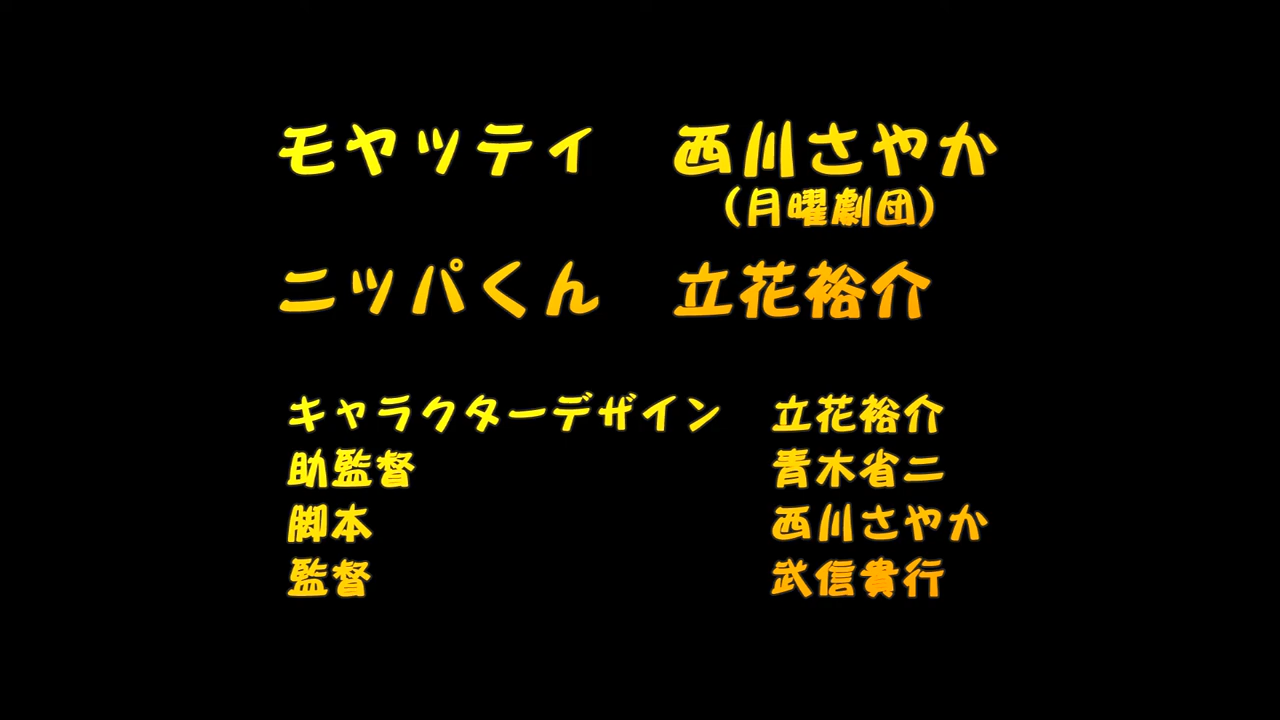 モヤッティ　西川さやか
（月曜劇団）
ニッパくん　立花裕介
キャラクターデザイン　立花裕介
助監督　青木省二
脚本　西川さやか
監督　武信貴行